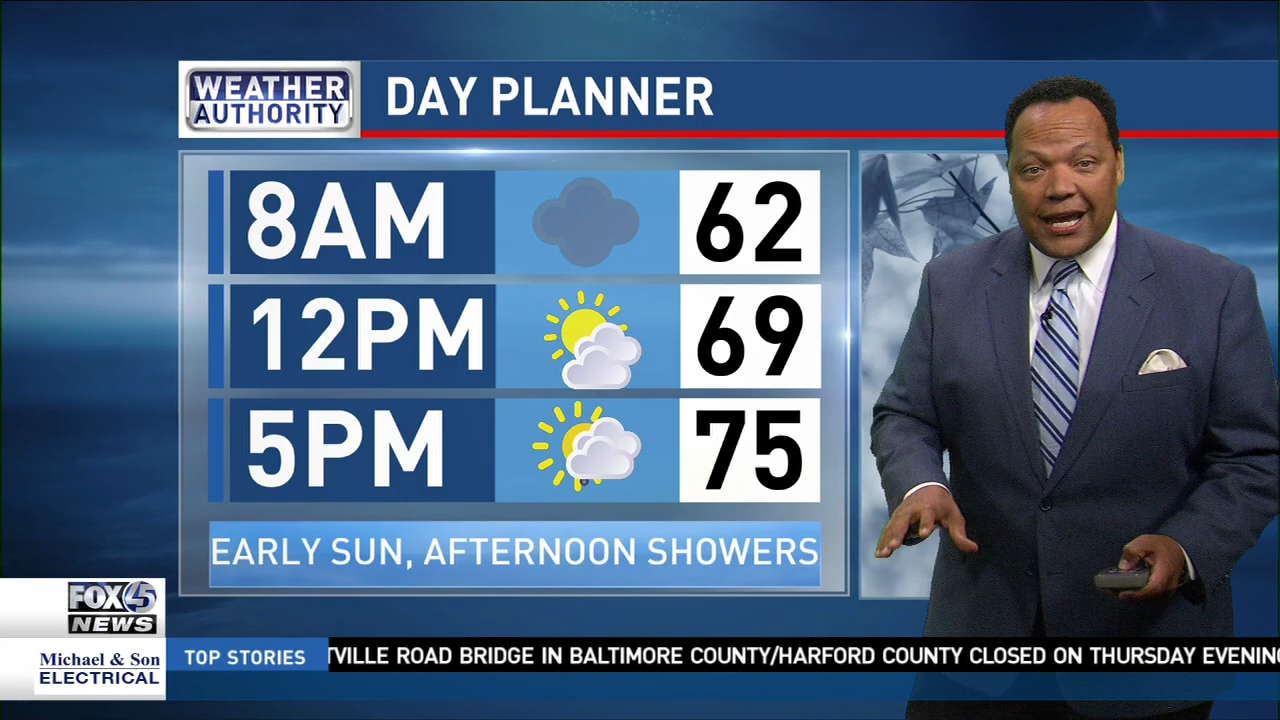 WEATHER
AUTHORITY
DAY PLANNER
8AM
62
12PM
69
5PM
75
EARLY SUN, AFTERNOON SHOWERS
FOX 45
NEWS
Michael & Son
ELECTRICAL
TOP STORIES
TVILLE ROAD BRIDGE IN BALTIMORE COUNTY/HARFORD COUNTY CLOSED ON THURSDAY EVENING